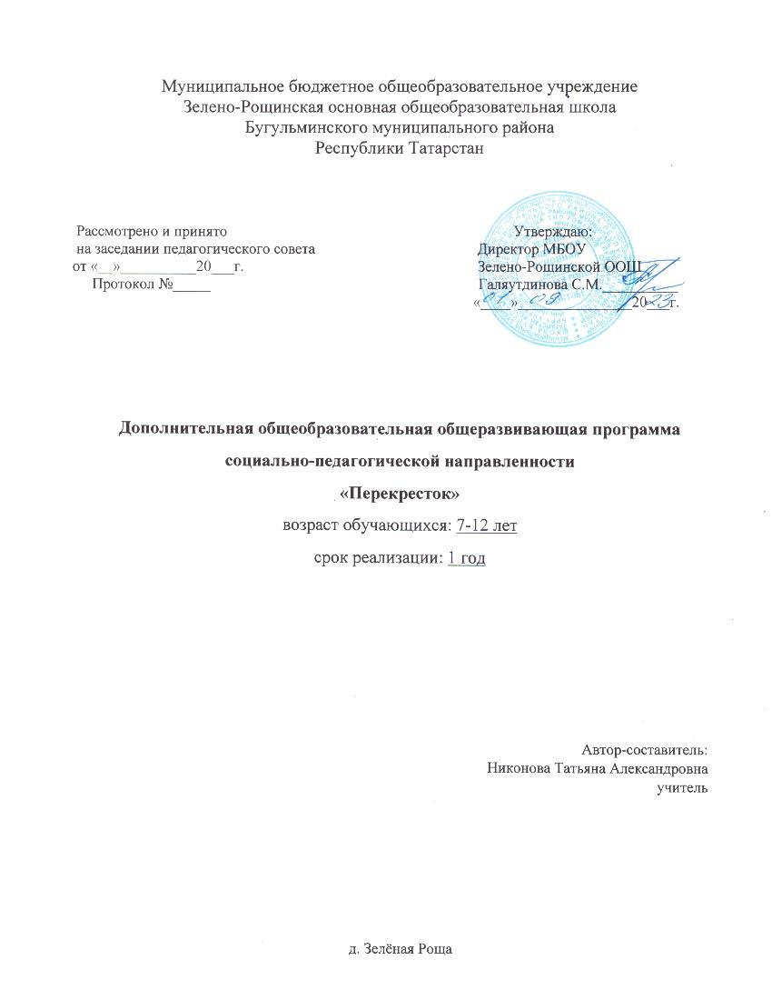 Муниципальное бюджетное общеобразовательное учреждение
Зелено-Рощинская основная общеобразовательная школа
Бугульминского муниципального района
Республики Татарстан
Рассмотрено и принято
на заседании педагогического совета
от «__»__________20___г.
Протокол №_____
Утверждаю:
Директор МБОУ
Зелено-Рощинской ООШ
Галяутдинова С.М.__________
«01» 09 2023г.
Дополнительная общеобразовательная общеразвивающая программа
социально-педагогической направленности
«Перекресток»
возраст обучающихся: 7-12 лет
срок реализации: 1 год
Автор-составитель:
Никонова Татьяна Александровна
учитель
д. Зелёная Роща